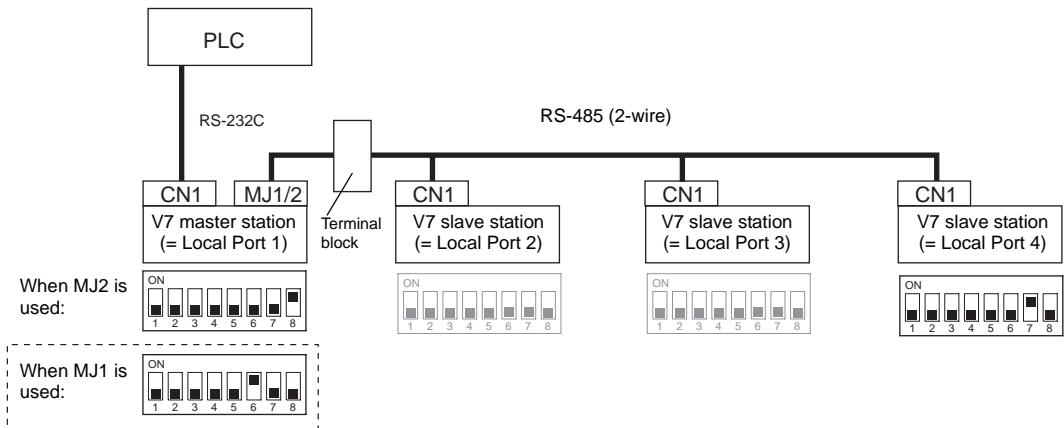 PLC
RS-232C
RS-485 (2-wire)
CN1
MJ1/2
CN1
CN1
CN1
V7 master station
(= Local Port 1)
Terminal
block
V7 slave station
(= Local Port 2)
V7 slave station
(= Local Port 3)
V7 slave station
(= Local Port 4)
When MJ2 is
used:
ON
1 2 3 4 5 6 7 8
ON
1 2 3 4 5 6 7 8
ON
1 2 3 4 5 6 7 8
ON
1 2 3 4 5 6 7 8
When MJ1 is
used:
ON
1 2 3 4 5 6 7 8